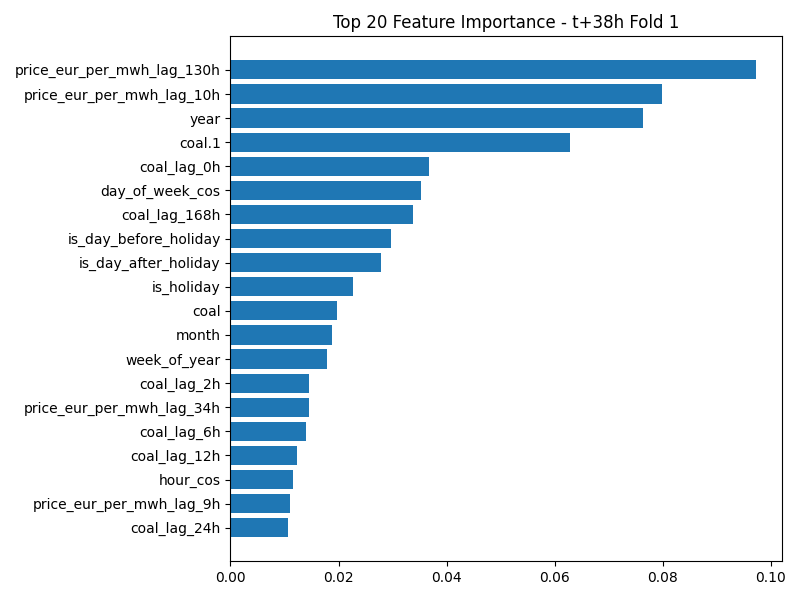 Top 20 Feature Importance - t+38h Fold 1
price_eur_per_mwh_lag_130h
price_eur_per_mwh_lag_10h
year
coal.1
coal_lag_0h
day_of_week_cos
coal_lag_168h
is_day_before_holiday
is_day_after_holiday
is_holiday
coal
month
week_of_year
coal_lag_2h
price_eur_per_mwh_lag_34h
coal_lag_6h
coal_lag_12h
hour_cos
price_eur_per_mwh_lag_9h
coal_lag_24h
0.00 0.02 0.04 0.06 0.08 0.10